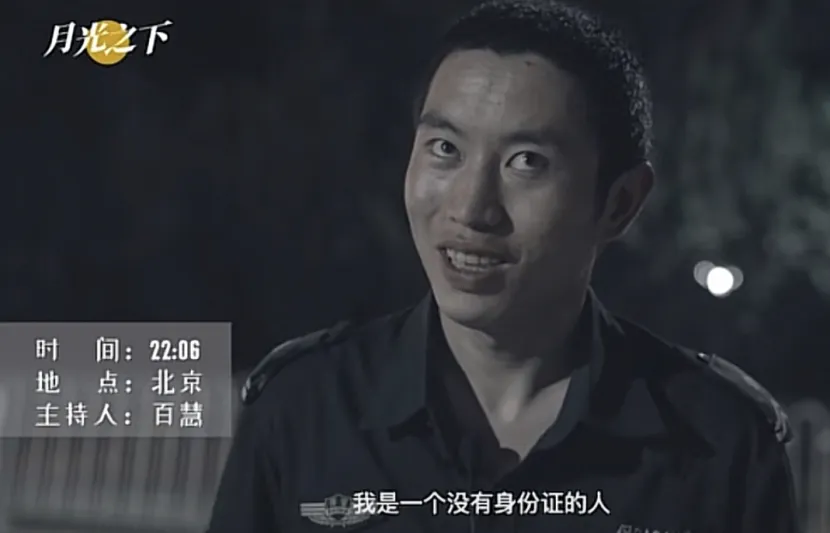 月光之下
时 间：22:06
地 点：北京
主持人：百慧
我是一个没有身份证的人